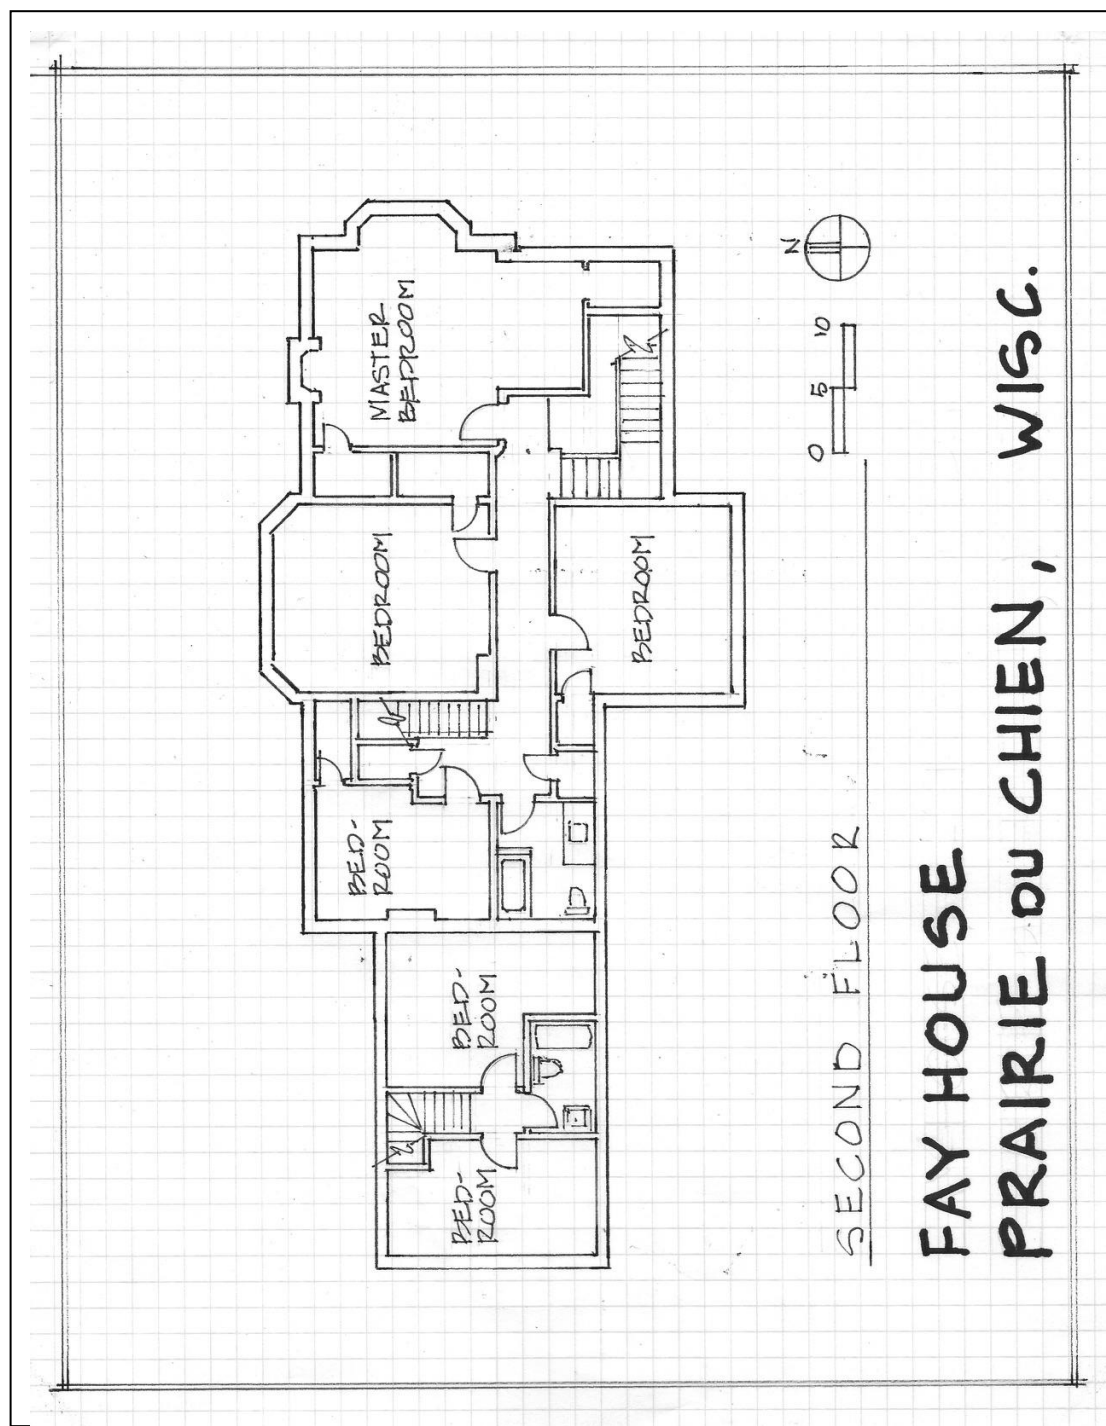 BED-
ROOM
BEDROOM
MASTER
BEDROOM
BED-
ROOM
BED-
ROOM
BEDROOM
N
0 5 10
SECOND FLOOR
FAY HOUSE
PRAIRIE DU CHIEN, WISC.